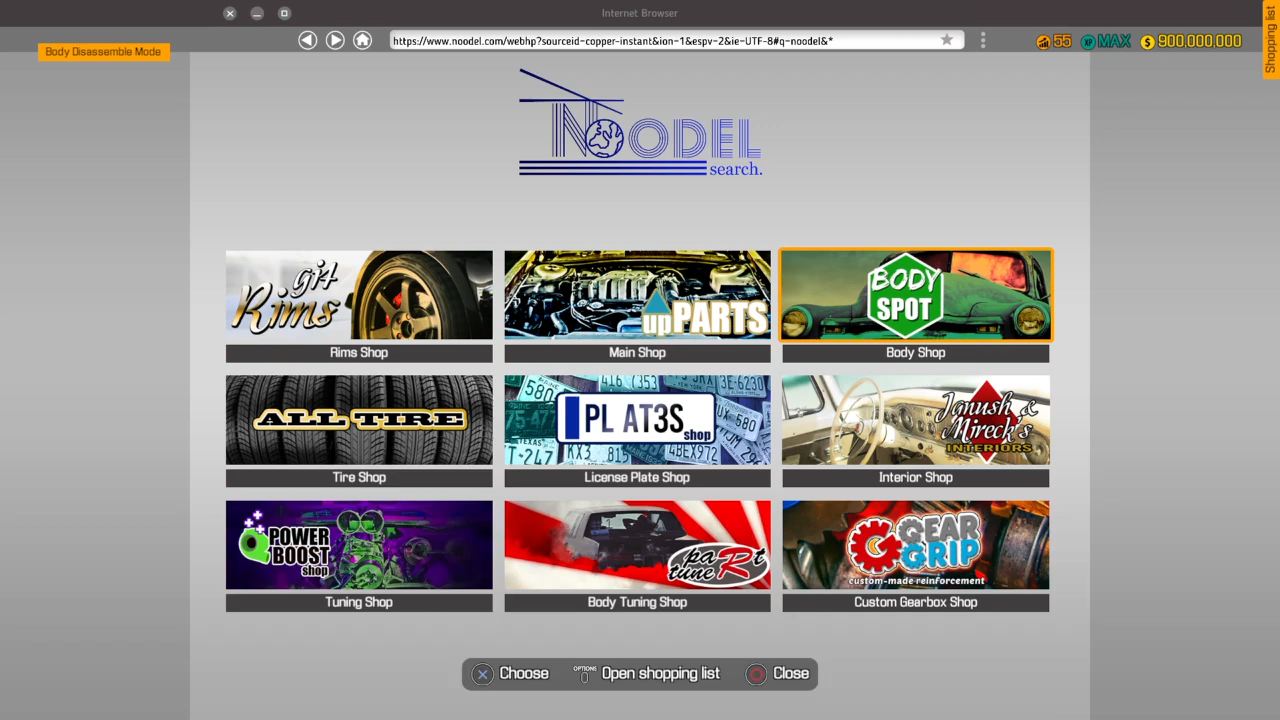 Internet Browser
Shopping list
Body Disassemble Mode
https://www.noodel.com/webhp?sourceid-copper-instant&ion-1&espv-2&ie-UTF-8#q-noodel&*
55
XP
MAX
$
900,000,000
NOODEL
search.
git
Rims
upPARTS
BODY
SPOT
Rims Shop
Main Shop
Body Shop
ALL TIRE
PL AT3S
shop
Janush &
Mireck's
INTERIORS
Tire Shop
License Plate Shop
Interior Shop
POWER
BOOST
shop
paRt
tune
GEAR
GRIP
custom-made reinforcement
Tuning Shop
Body Tuning Shop
Custom Gearbox Shop
Choose
OPTIONS
Open shopping list
Close